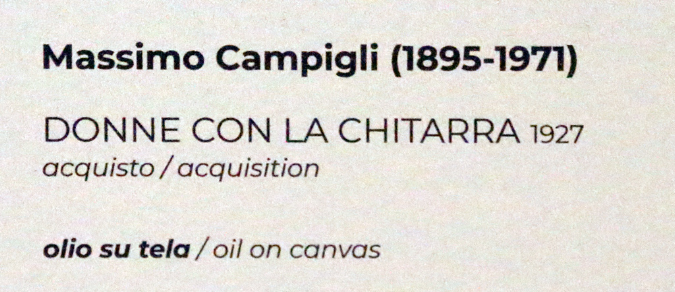 Massimo Campigli (1895-1971)
DONNE CON LA CHITARRA 1927
acquisto / acquisition
olio su tela / oil on canvas